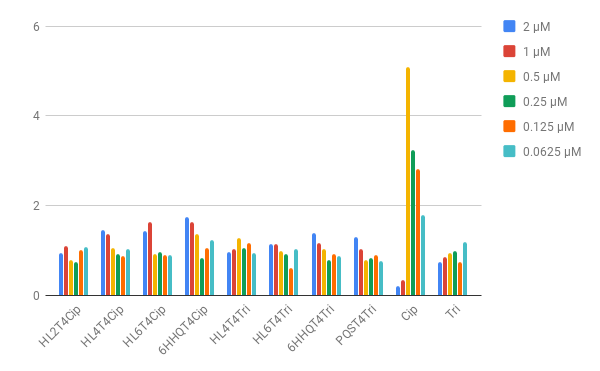 6
4
2
0
2 µM
1 µM
0.5 µM
0.25 µM
0.125 µM
0.0625 µM
HL2T4Cip
HL4T4Cip
HL6T4Cip
6HHQT4Cip
HL4T4Tri
HL6T4Tri
6HHQT4Tri
PQST4Tri
Cip
Tri